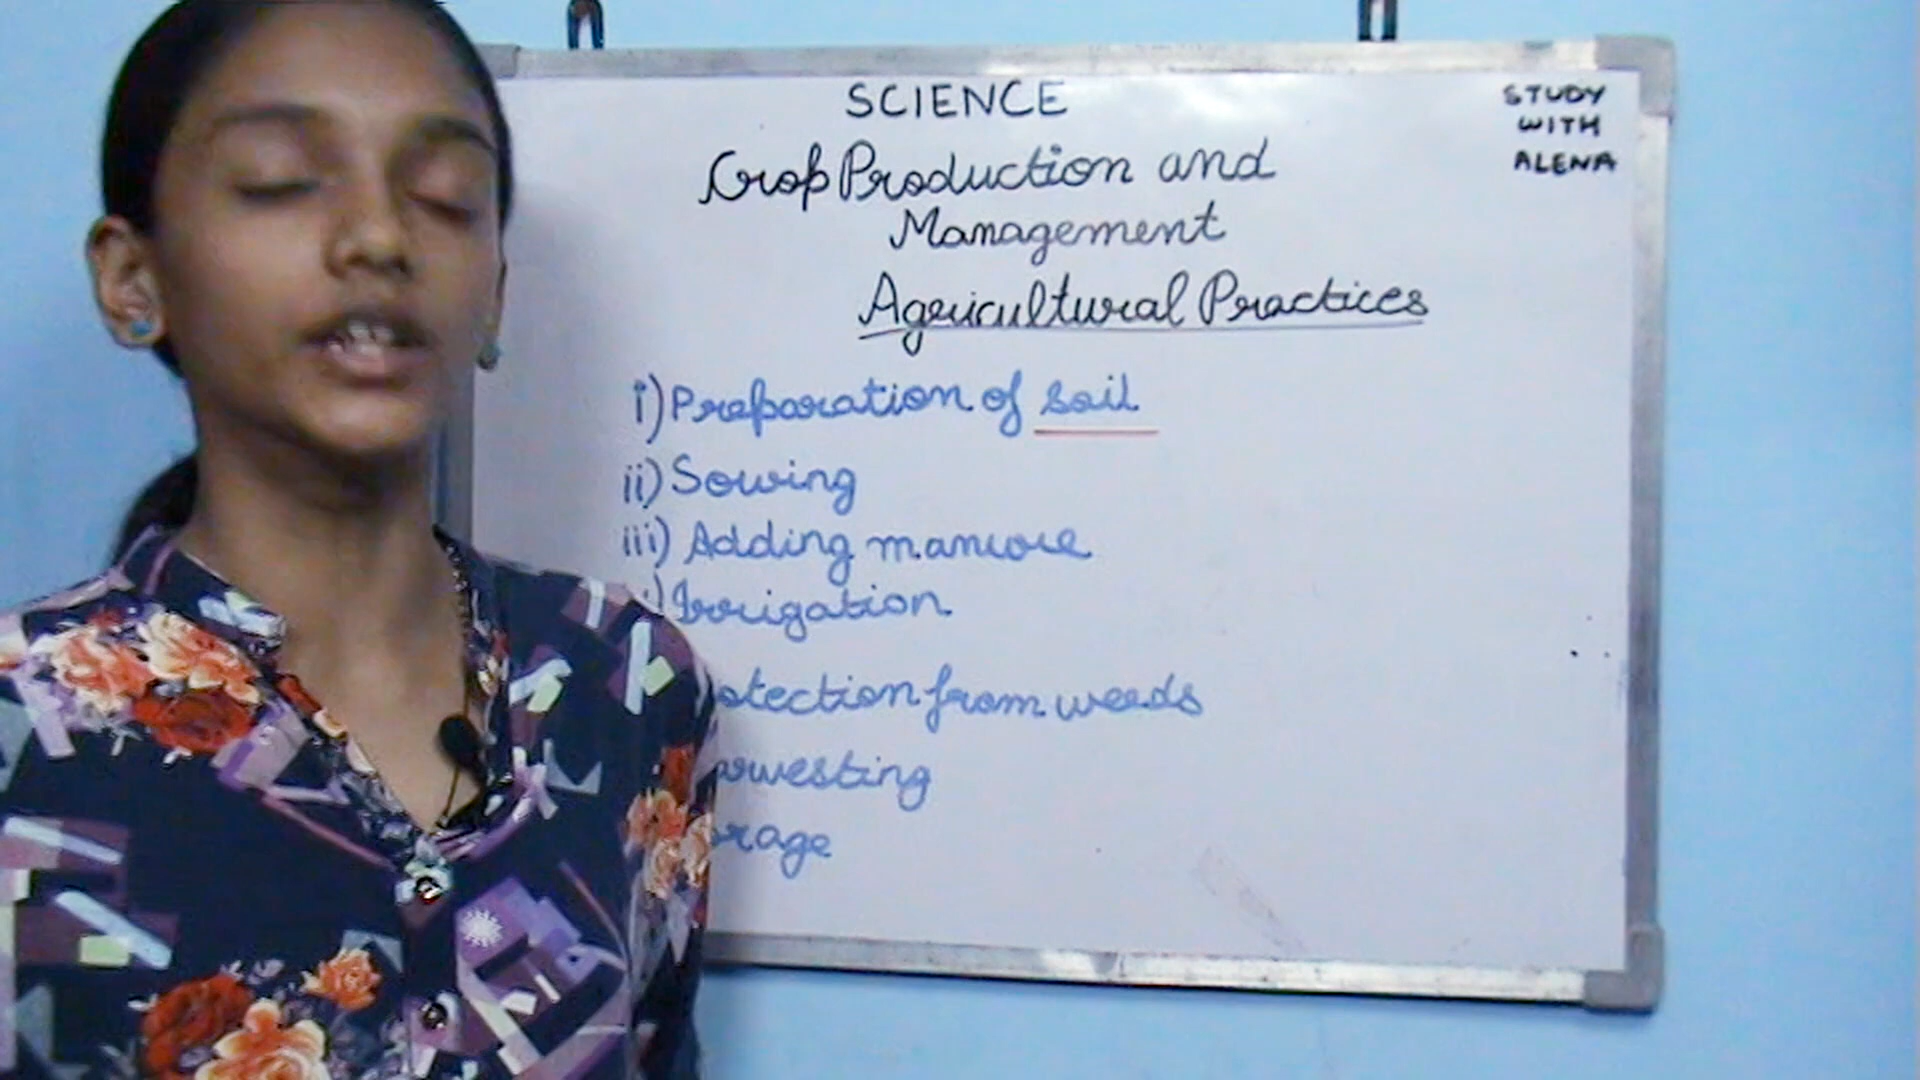 SCIENCE
STUDY
WITH
ALENA
Crop Production and
Management
Agricultural Practices
i) Preparation of soil
ii) Sowing
iii) Adding manure
) Irrigation
otection from weeds
arvesting
orage